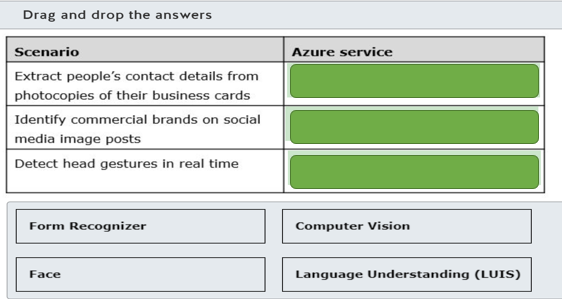 Drag and drop the answers
Scenario
Azure service
Extract people's contact details from
photocopies of their business cards
Identify commercial brands on social
media image posts
Detect head gestures in real time
Form Recognizer
Computer Vision
Face
Language Understanding (LUIS)